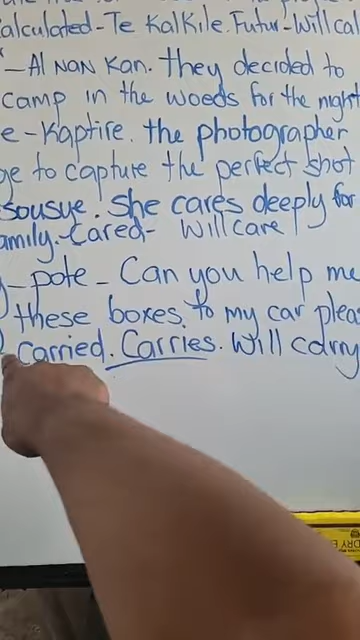 Calculated-Te Kalkile. Futur-Will cal
-Al NAN Kan. They decided to
camp in the woods for the night
e-Kaptire. the photographer
ge to capture the perfect shot
sousye. She cares deeply for
amily.-Cared- Will care
y-pote-Can you help me
these boxes to my car pleas
Carried. Carries. Will carry
DRY